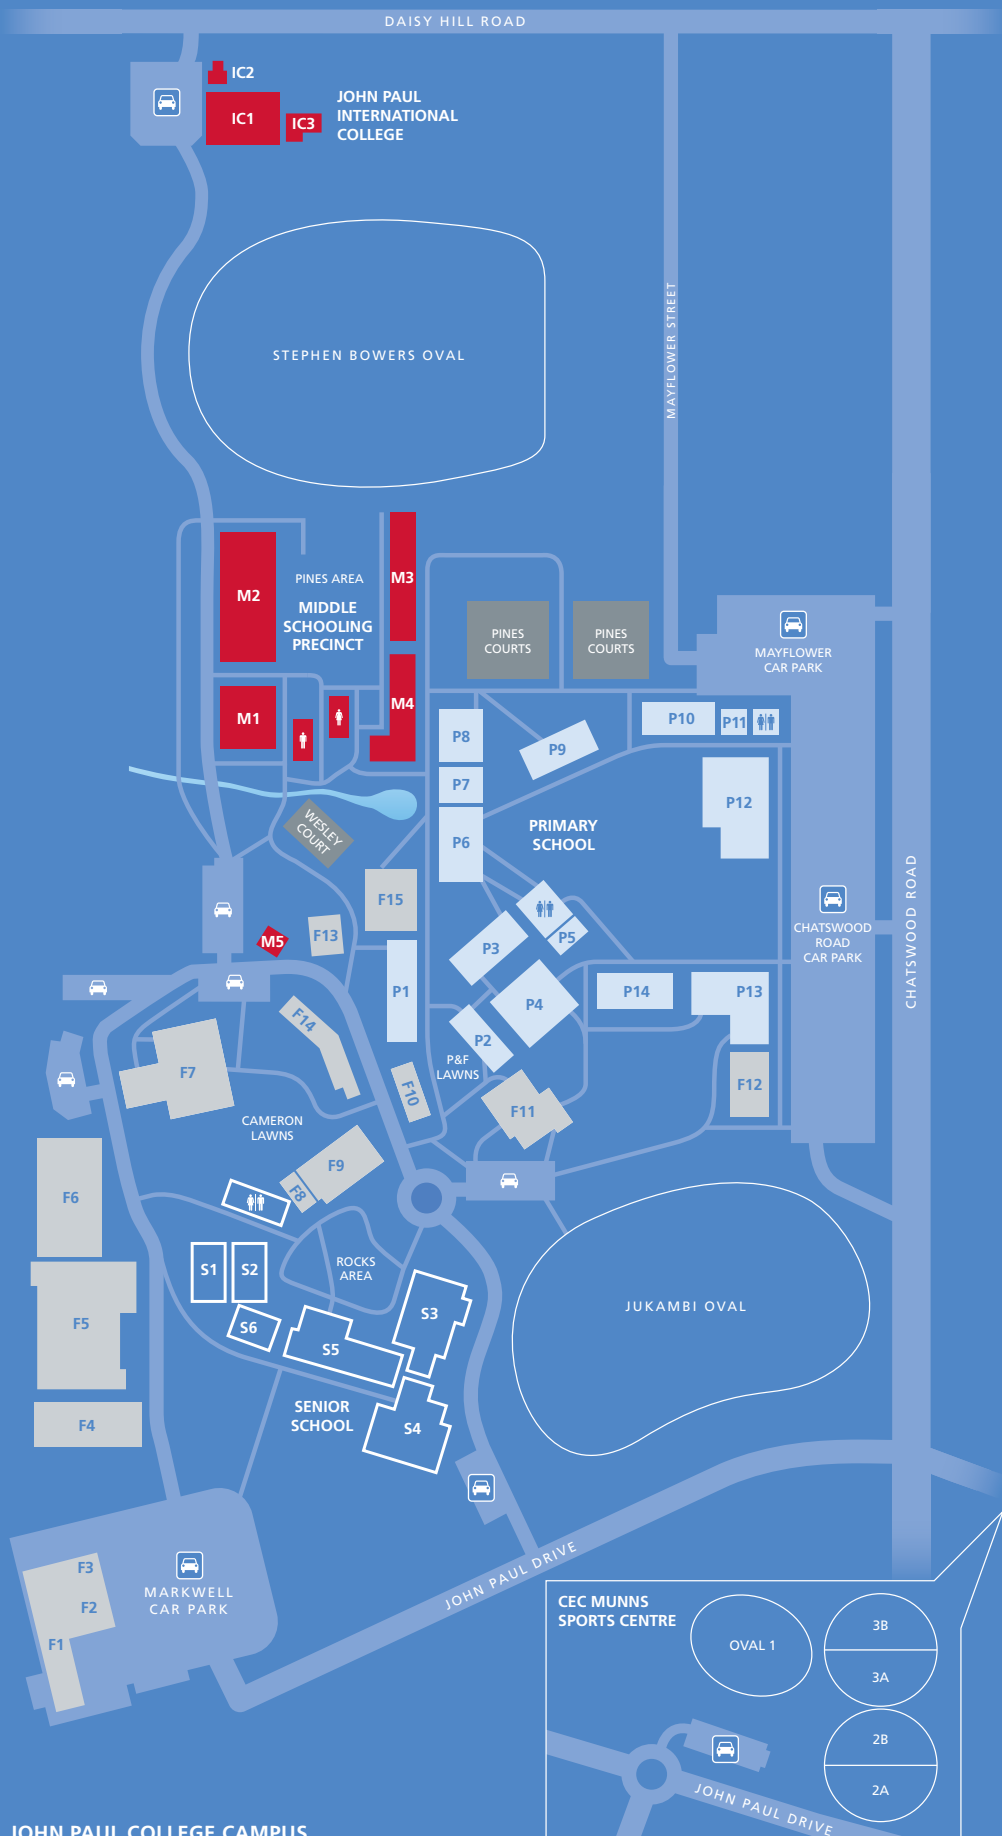 DAISY HILL ROAD
IC2
IC1
IC3
JOHN PAUL
INTERNATIONAL
COLLEGE
MAYFLOWER STREET
STEPHEN BOWERS OVAL
M3
PINES AREA
M2
MIDDLE
SCHOOLING
PRECINCT
PINES
COURTS
PINES
COURTS
MAYFLOWER
CAR PARK
M4
M1
P8
P9
P10
P11
P7
P12
WESLEY
COURT
P6
PRIMARY
SCHOOL
F15
CHATSWOOD
ROAD
CAR PARK
CHATSWOOD ROAD
M5
F13
P3
P5
P1
P4
P14
P13
F14
P2
P&F
LAWNS
F7
F10
F12
F11
CAMERON
LAWNS
F9
F8
F6
S1
S2
ROCKS
AREA
JUKAMBI OVAL
S3
F5
S6
S5
SENIOR
SCHOOL
S4
F4
F3
MARKWELL
CAR PARK
F2
F1
JOHN PAUL DRIVE
CEC MUNNS
SPORTS CENTRE
OVAL 1
3B
3A
2B
2A
JOHN PAUL DRIVE
JOHN PAUL COLLEGE CAMPUS